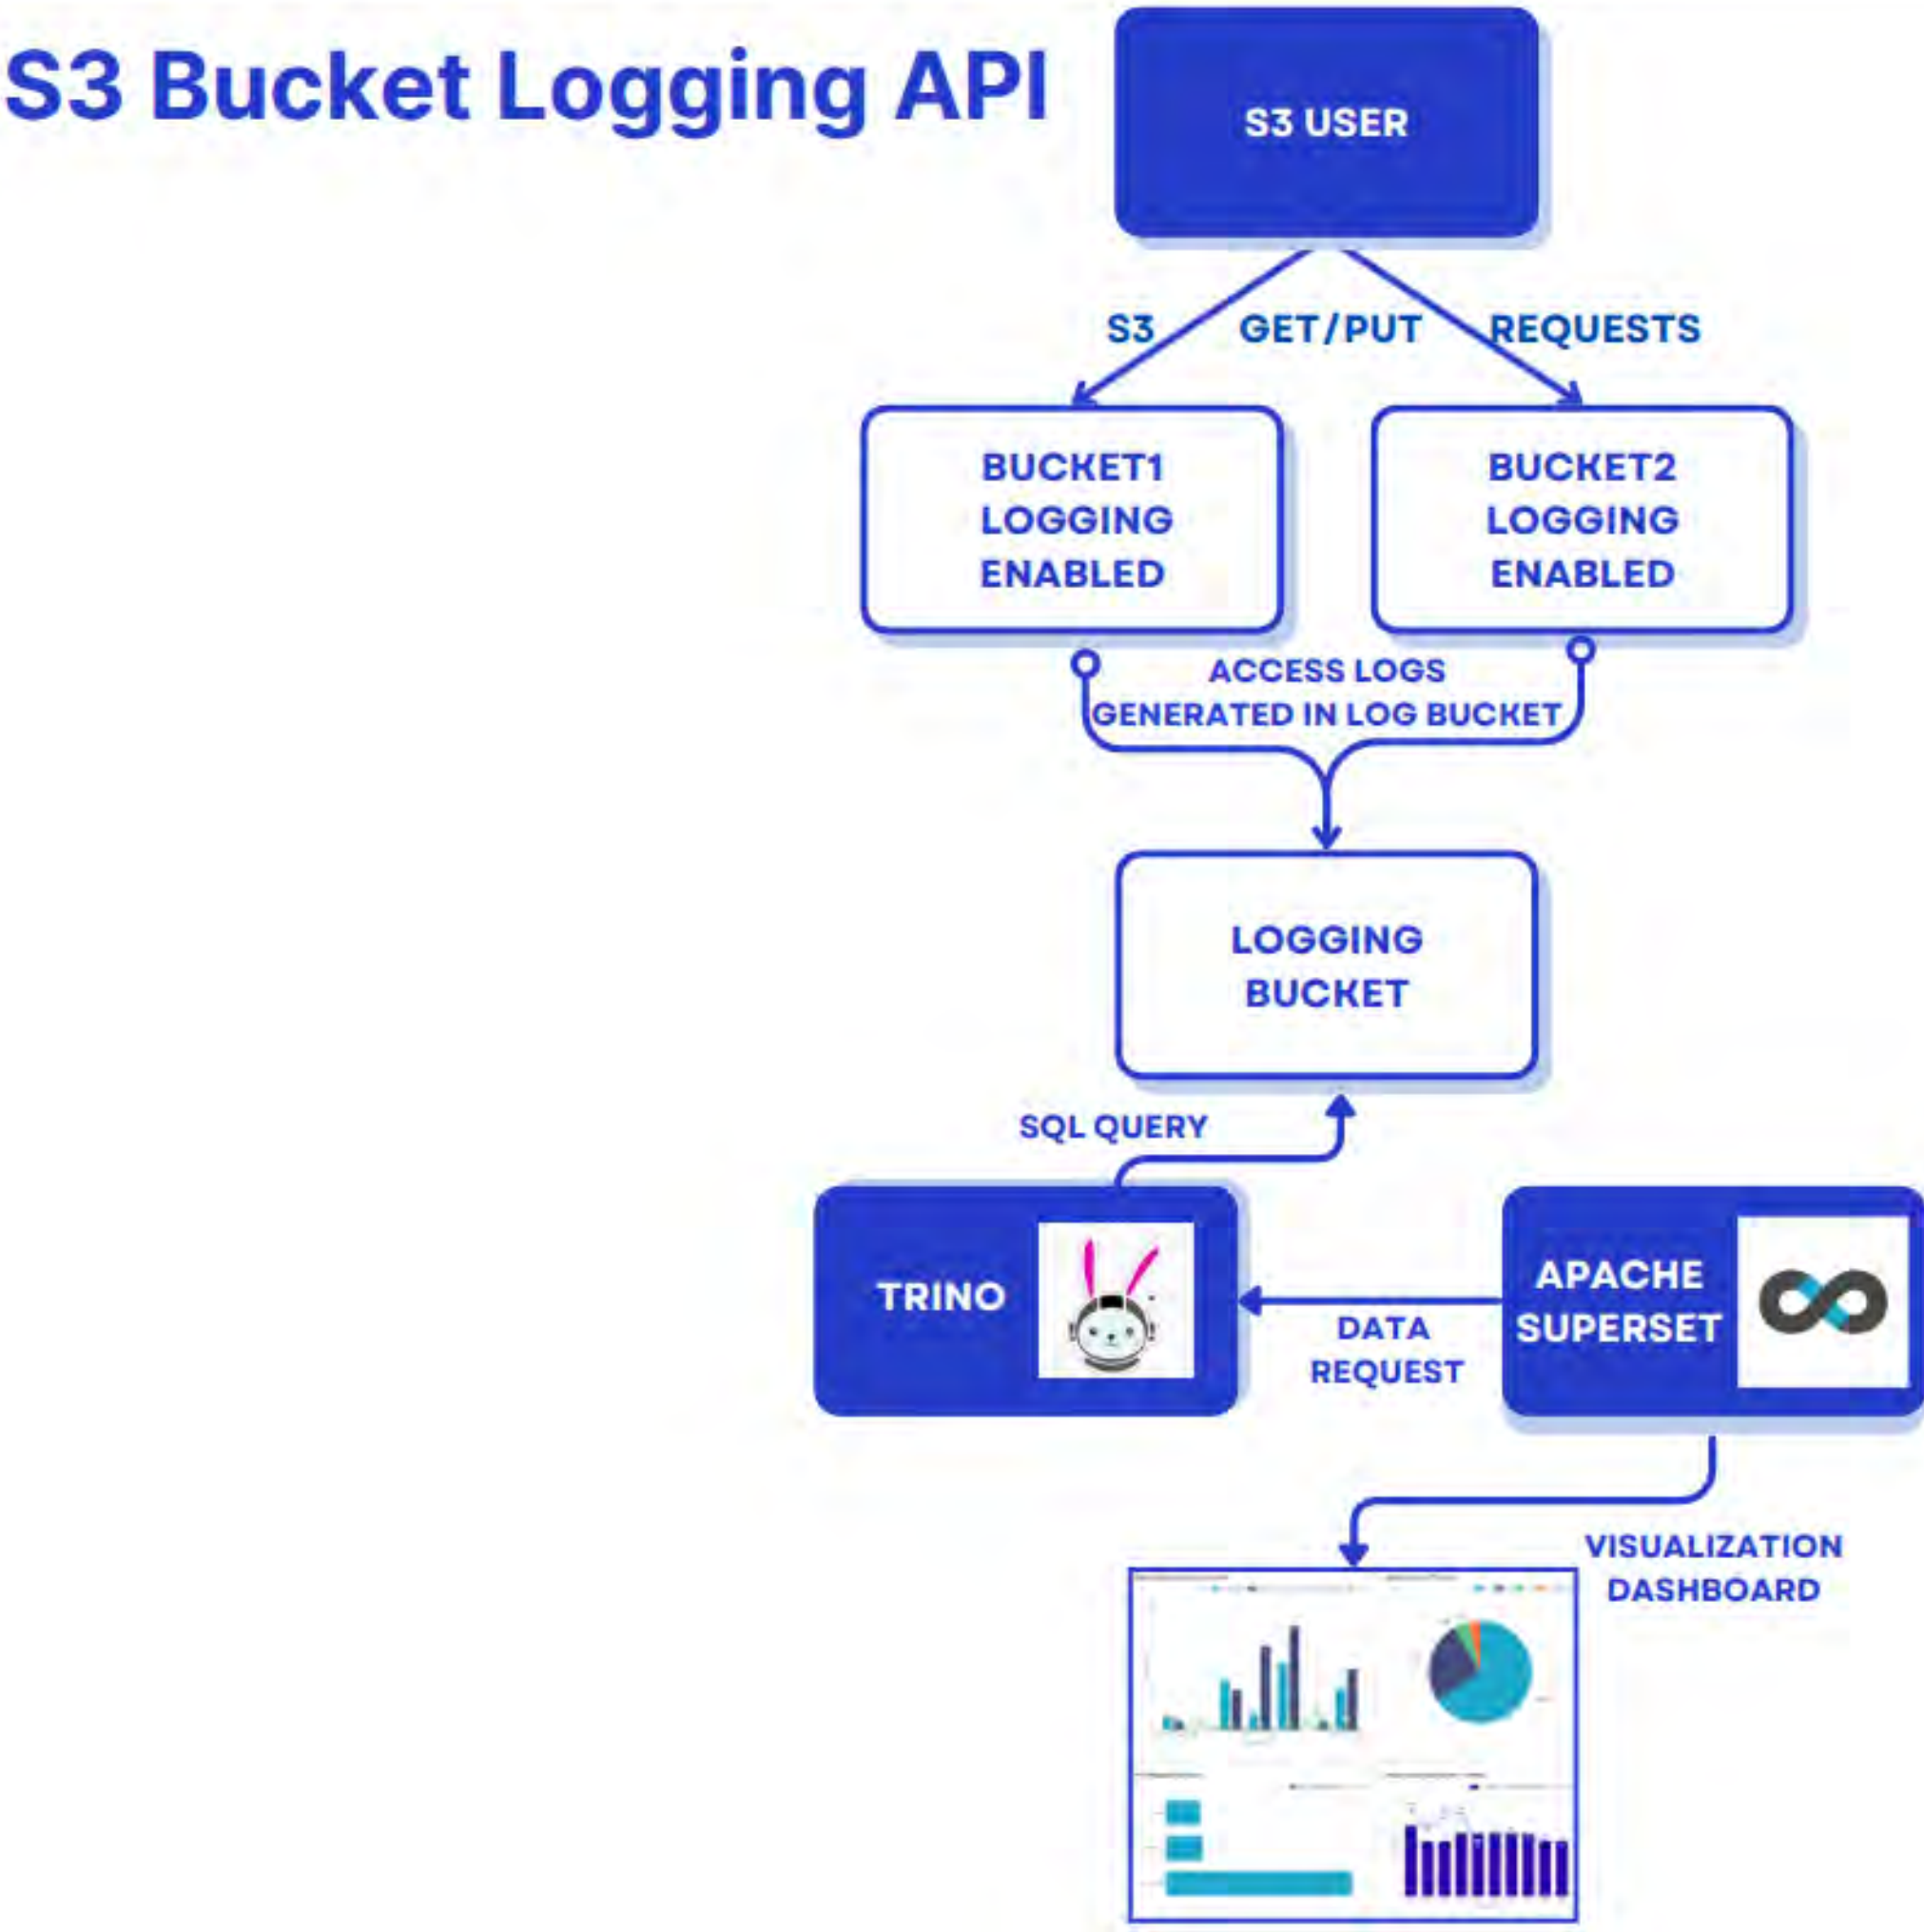 S3 Bucket Logging API
S3 USER
S3 GET/PUT REQUESTS
BUCKET1
LOGGING
ENABLED
BUCKET2
LOGGING
ENABLED
ACCESS LOGS
GENERATED IN LOG BUCKET
LOGGING
BUCKET
SQL QUERY
TRINO
APACHE
SUPERSET
DATA
REQUEST
VISUALIZATION
DASHBOARD